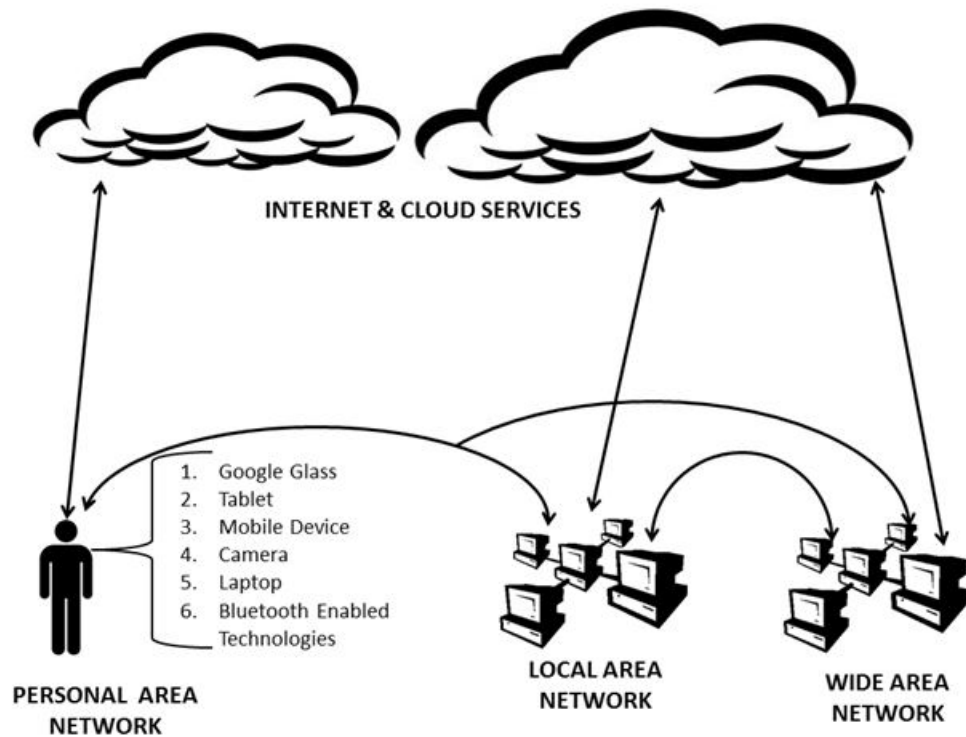 INTERNET & CLOUD SERVICES
1. Google Glass
2. Tablet
3. Mobile Device
4. Camera
5. Laptop
6. Bluetooth Enabled
Technologies
PERSONAL AREA
NETWORK
LOCAL AREA
NETWORK
WIDE AREA
NETWORK